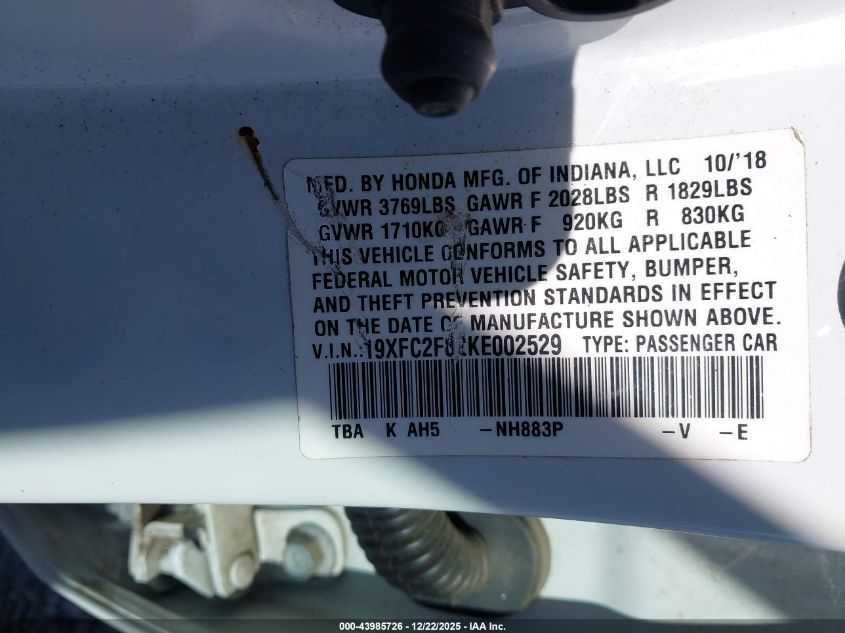 MFD. BY HONDA MFG. OF INDIANA, LLC 10/'18
GVWR 3769LBS GAWR F 2028LBS R 1829LBS
GVWR 1710KG GAWR F 920KG R 830KG
THIS VEHICLE CONFORMS TO ALL APPLICABLE
FEDERAL MOTOR VEHICLE SAFETY, BUMPER,
AND THEFT PREVENTION STANDARDS IN EFFECT
ON THE DATE OF MANUFACTURE SHOWN ABOVE.
V.I.N.:19XFC2F82KE002529 TYPE: PASSENGER CAR
TBA K AH5 -NH883P -V -E
000-43985726 - 12/22/2025 - IAA Inc.